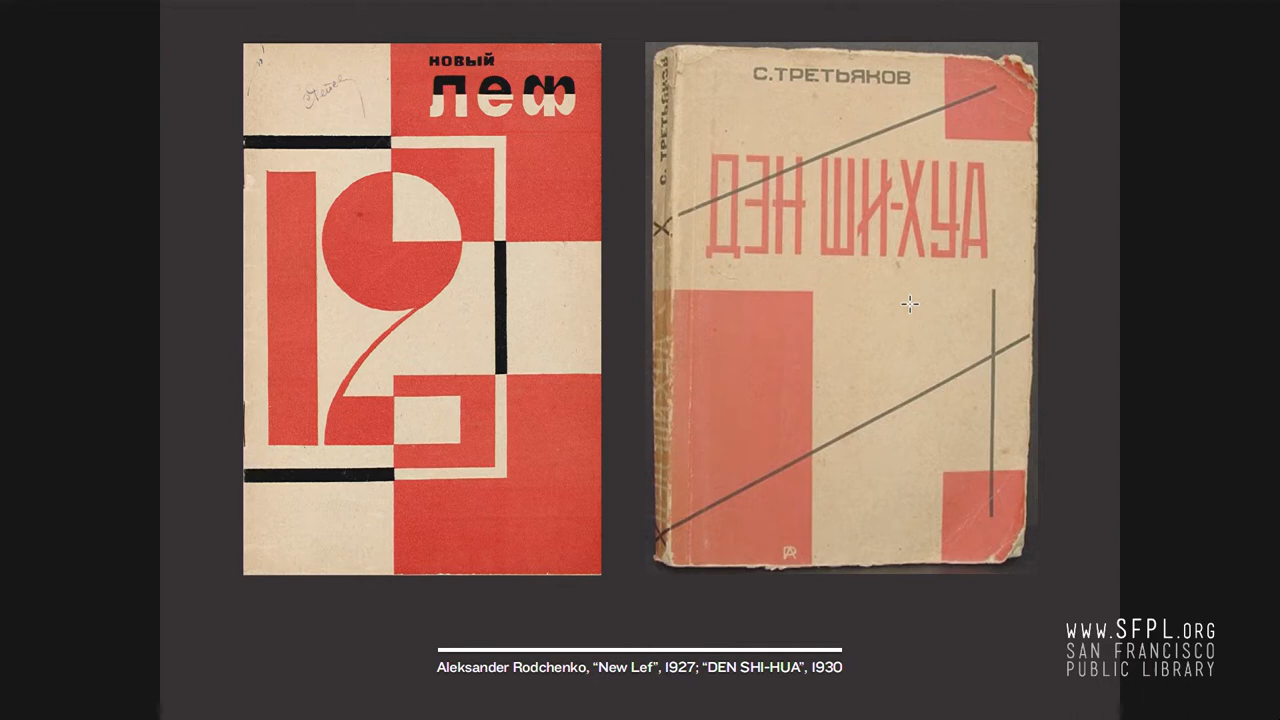 новый
леф
12
С.ТРЕТЬЯКОВ
С. ТРЕТЬЯКОВ
ДЭН ШИ-ХУА
Aleksander Rodchenko, “New Lef”, 1927; “DEN SHI-HUA”, 1930
WWW.SFPL.ORG
SAN FRANCISCO
PUBLIC LIBRARY